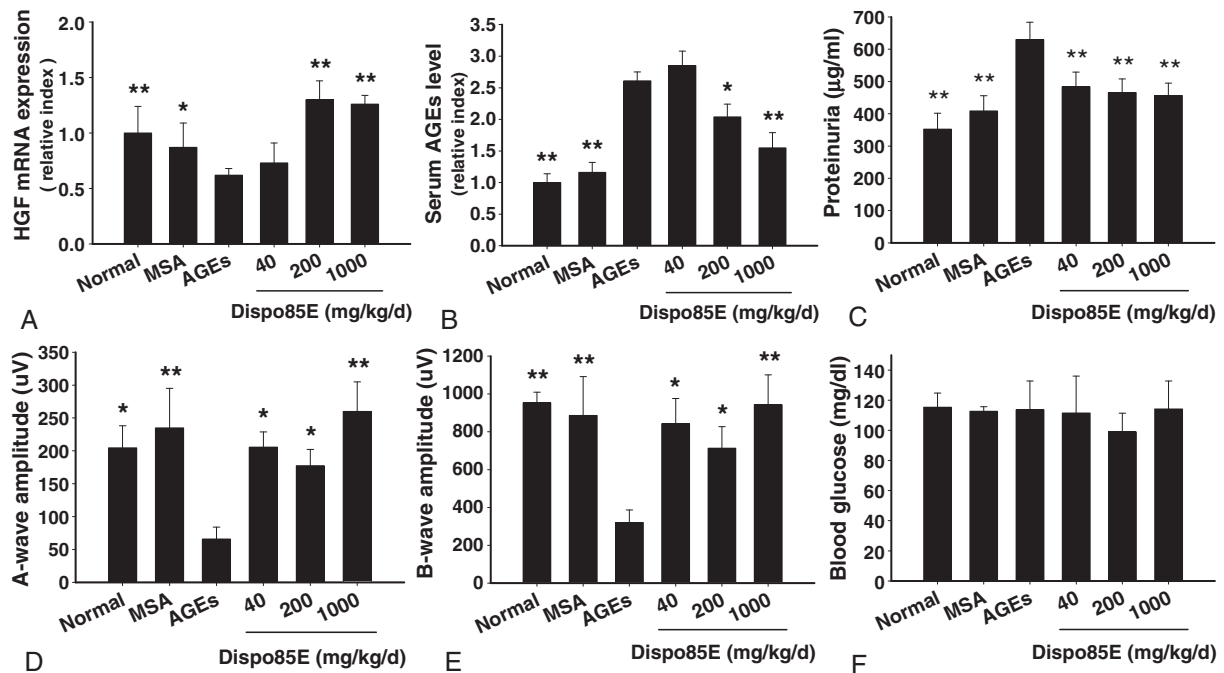 HGF mRNA expression
( relative index)
2.0
1.5
1.0
0.5
0.0
**
*
**
**
Normal
MSA
AGEs
40
200
1000
Dispo85E (mg/kg/d)
A
Serum AGEs level
(relative index)
3.5
3.0
2.5
2.0
1.5
1.0
0.5
0.0
**
**
*
**
Normal
MSA
AGEs
40
200
1000
Dispo85E (mg/kg/d)
B
Proteinuria (μg/ml)
700
600
500
400
300
200
100
0
**
**
**
**
**
Normal
MSA
AGEs
40
200
1000
Dispo85E (mg/kg/d)
C
A-wave amplitude (uV)
350
300
250
200
150
100
50
0
*
**
*
*
**
Normal
MSA
AGEs
40
200
1000
Dispo85E (mg/kg/d)
D
B-wave amplitude (uV)
1200
1000
800
600
400
200
0
**
**
*
*
**
Normal
MSA
AGEs
40
200
1000
Dispo85E (mg/kg/d)
E
Blood glucose (mg/dl)
140
120
100
80
60
40
20
0
Normal
MSA
AGEs
40
200
1000
Dispo85E (mg/kg/d)
F